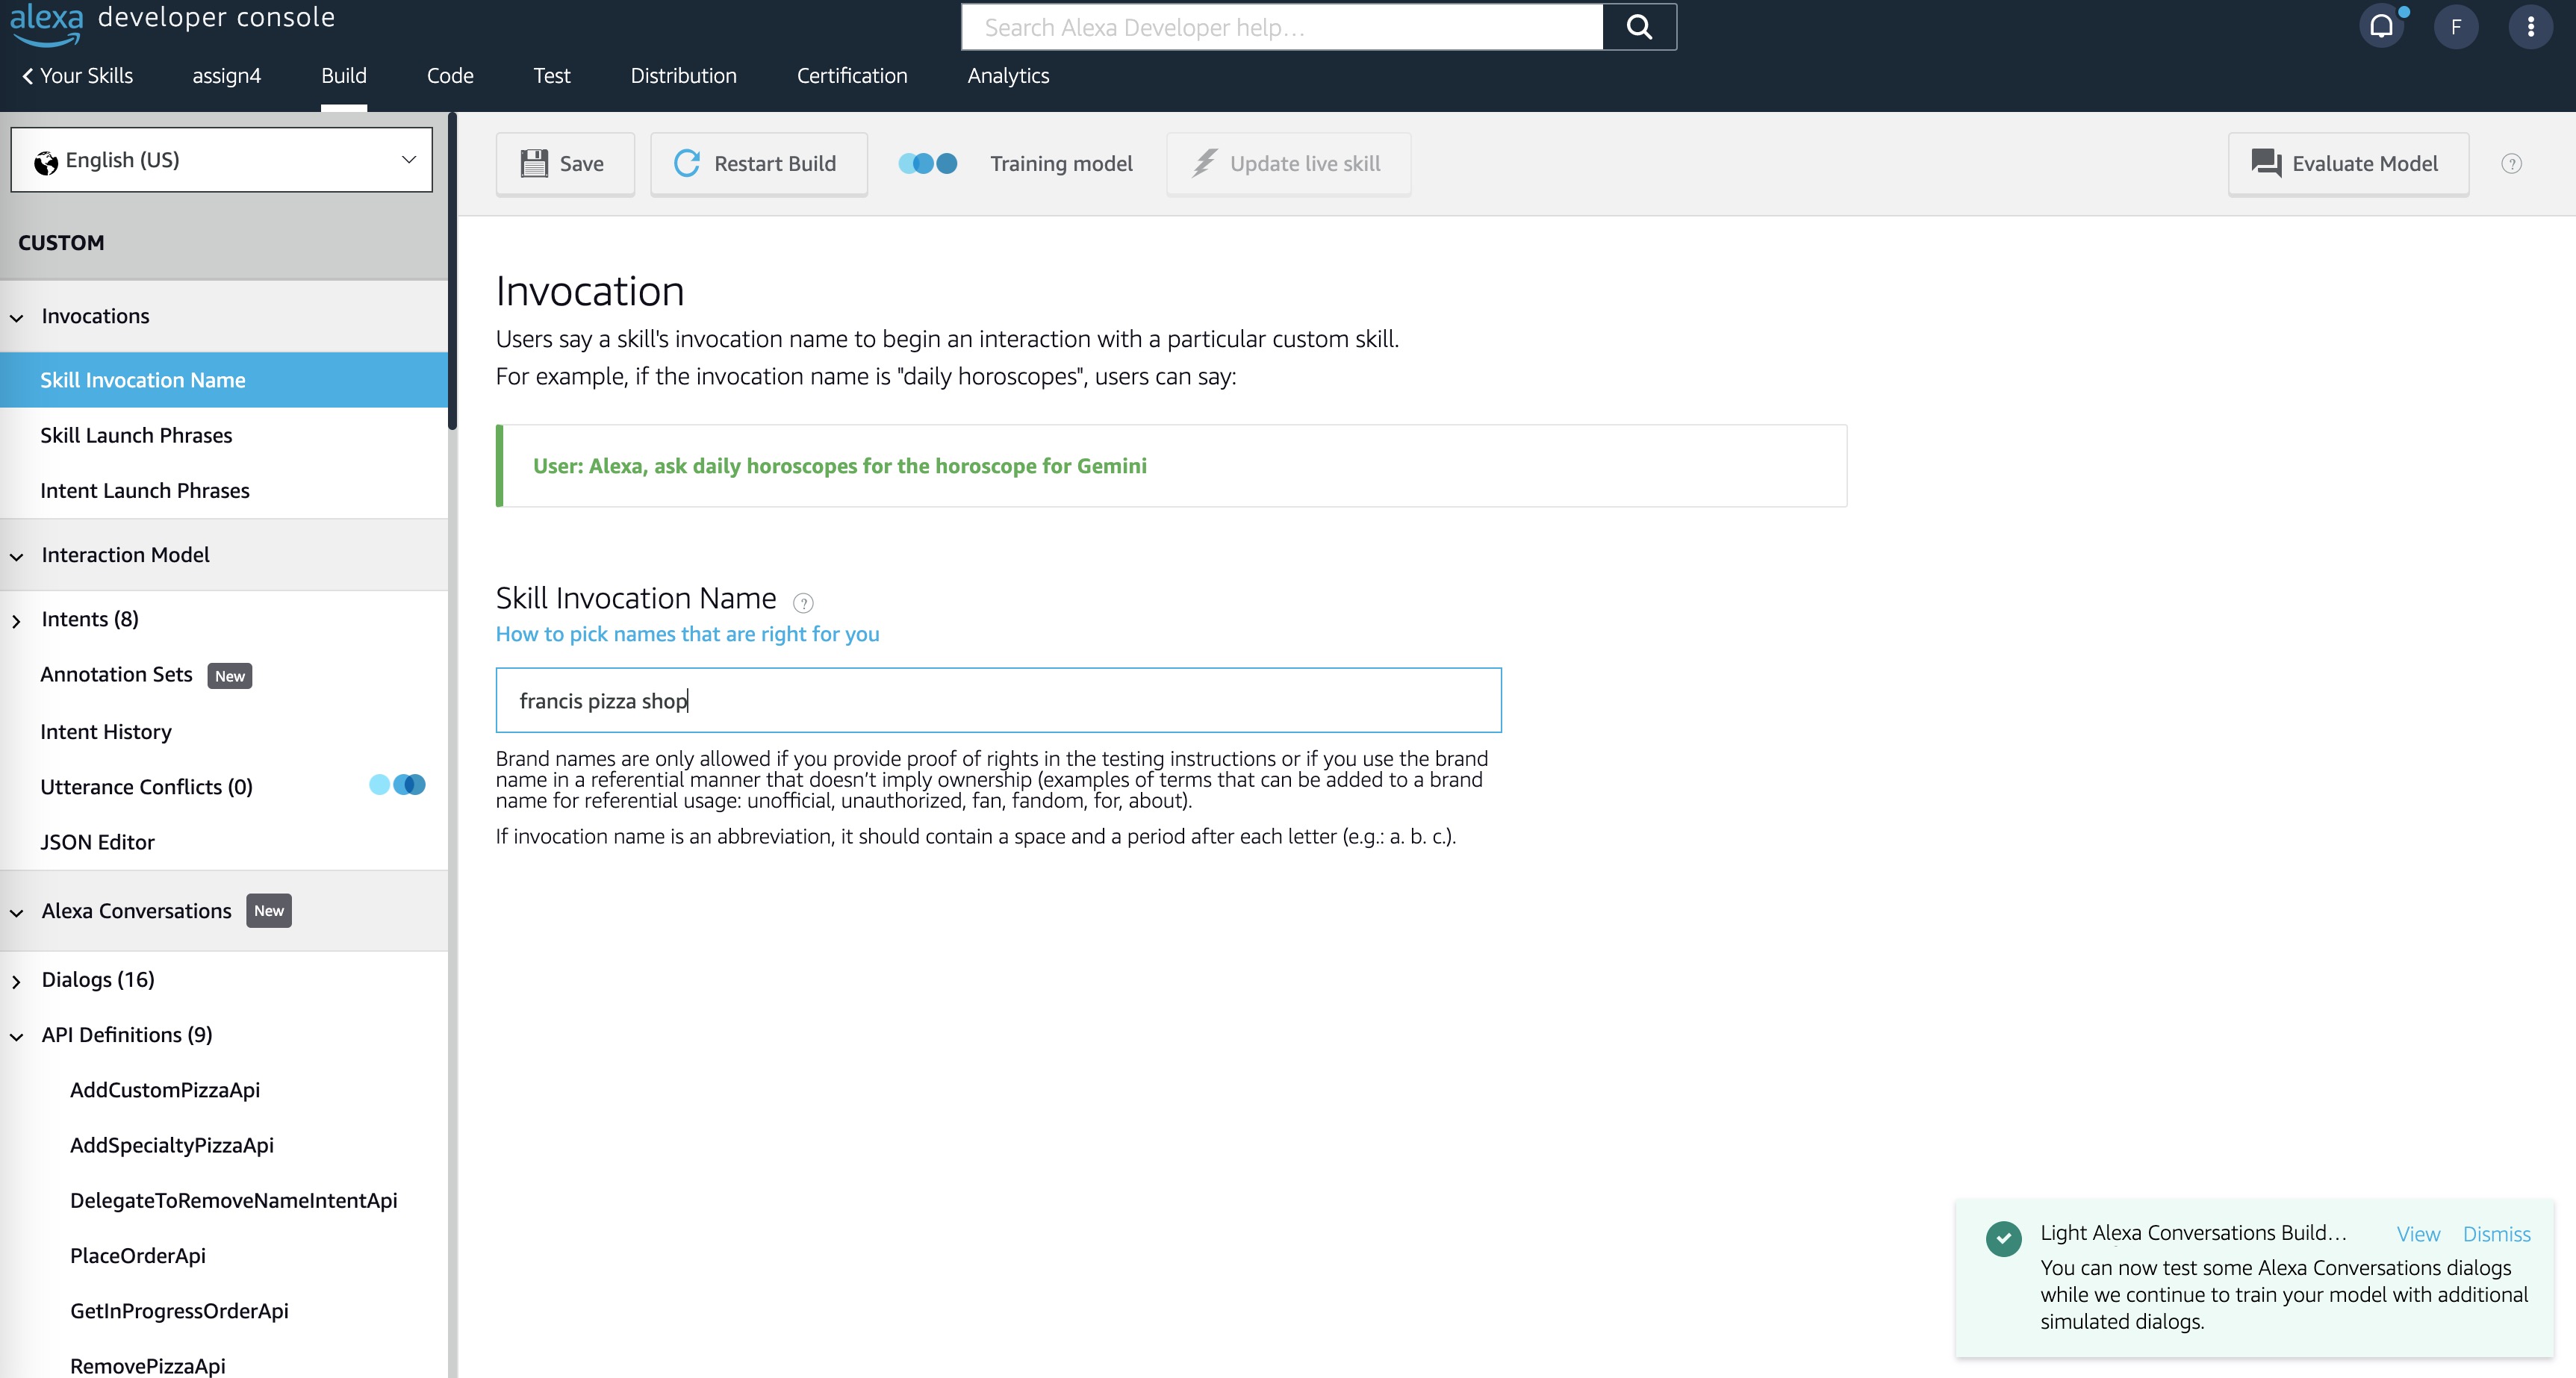 alexa developer console
Search Alexa Developer help...
F
Your Skills
assign4
Build
Code
Test
Distribution
Certification
Analytics
English (US)
Save
Restart Build
Training model
Update live skill
Evaluate Model
?
CUSTOM
Invocations
Skill Invocation Name
Skill Launch Phrases
Intent Launch Phrases
Interaction Model
Intents (8)
Annotation Sets New
Intent History
Utterance Conflicts (0)
JSON Editor
Alexa Conversations New
Dialogs (16)
API Definitions (9)
AddCustomPizzaApi
AddSpecialtyPizzaApi
DelegateToRemoveNameIntentApi
PlaceOrderApi
GetInProgressOrderApi
RemovePizzaApi
Invocation
Users say a skill's invocation name to begin an interaction with a particular custom skill.
For example, if the invocation name is "daily horoscopes", users can say:
User: Alexa, ask daily horoscopes for the horoscope for Gemini
Skill Invocation Name ?
How to pick names that are right for you
francis pizza shop
Brand names are only allowed if you provide proof of rights in the testing instructions or if you use the brand
name in a referential manner that doesn't imply ownership (examples of terms that can be added to a brand
name for referential usage: unofficial, unauthorized, fan, fandom, for, about).
If invocation name is an abbreviation, it should contain a space and a period after each letter (e.g.: a. b. c.).
Light Alexa Conversations Build...
View
Dismiss
You can now test some Alexa Conversations dialogs
while we continue to train your model with additional
simulated dialogs.